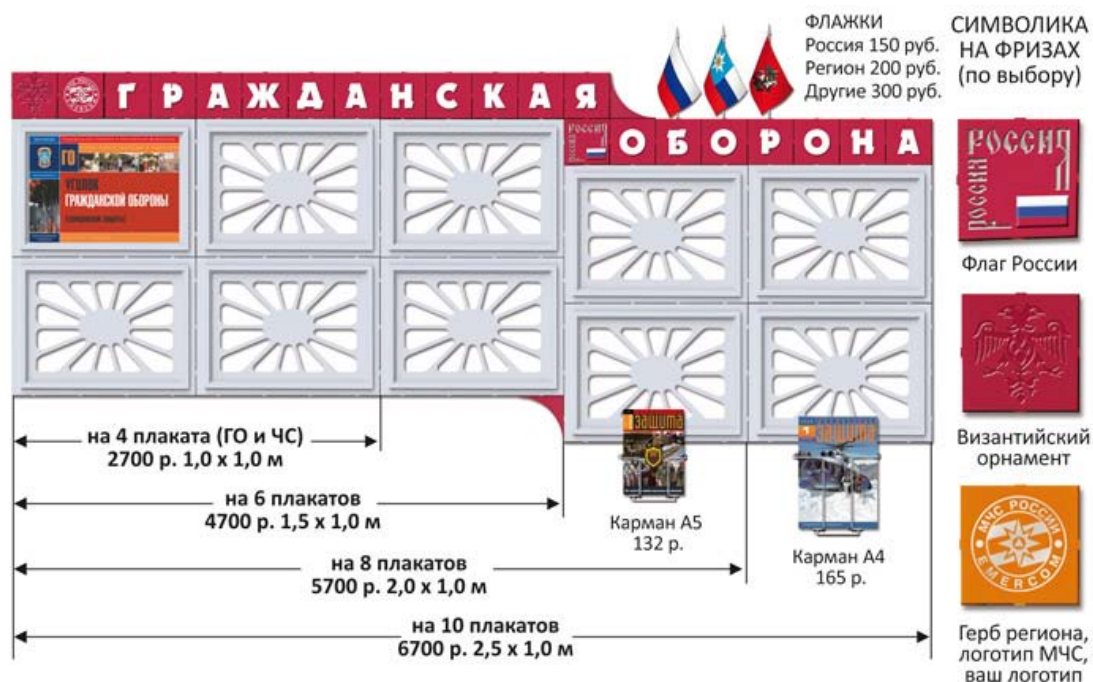 ФЛАЖКИ
Россия 150 руб.
Регион 200 руб.
Другие 300 руб.
СИМВОЛИКА
НА ФРИЗАХ
(по выбору)
ГРАЖДАНСКАЯ
РОССИЯ
ОБОРОНА
ГО
УГОЛОК
ГРАЖДАНСКОЙ ОБОРОНЫ
РОССИЯ
РОССИЯ
Флаг России
Византийский
орнамент
МЧС РОССИИ
EMERCOM
Герб региона,
логотип МЧС,
ваш логотип
на 4 плаката (ГО и ЧС)
2700 р. 1,0 х 1,0 м
на 6 плакатов
4700 р. 1,5 х 1,0 м
на 8 плакатов
5700 р. 2,0 х 1,0 м
на 10 плакатов
6700 р. 2,5 х 1,0 м
защита
Карман А5
132 р.
защита
Карман А4
165 р.